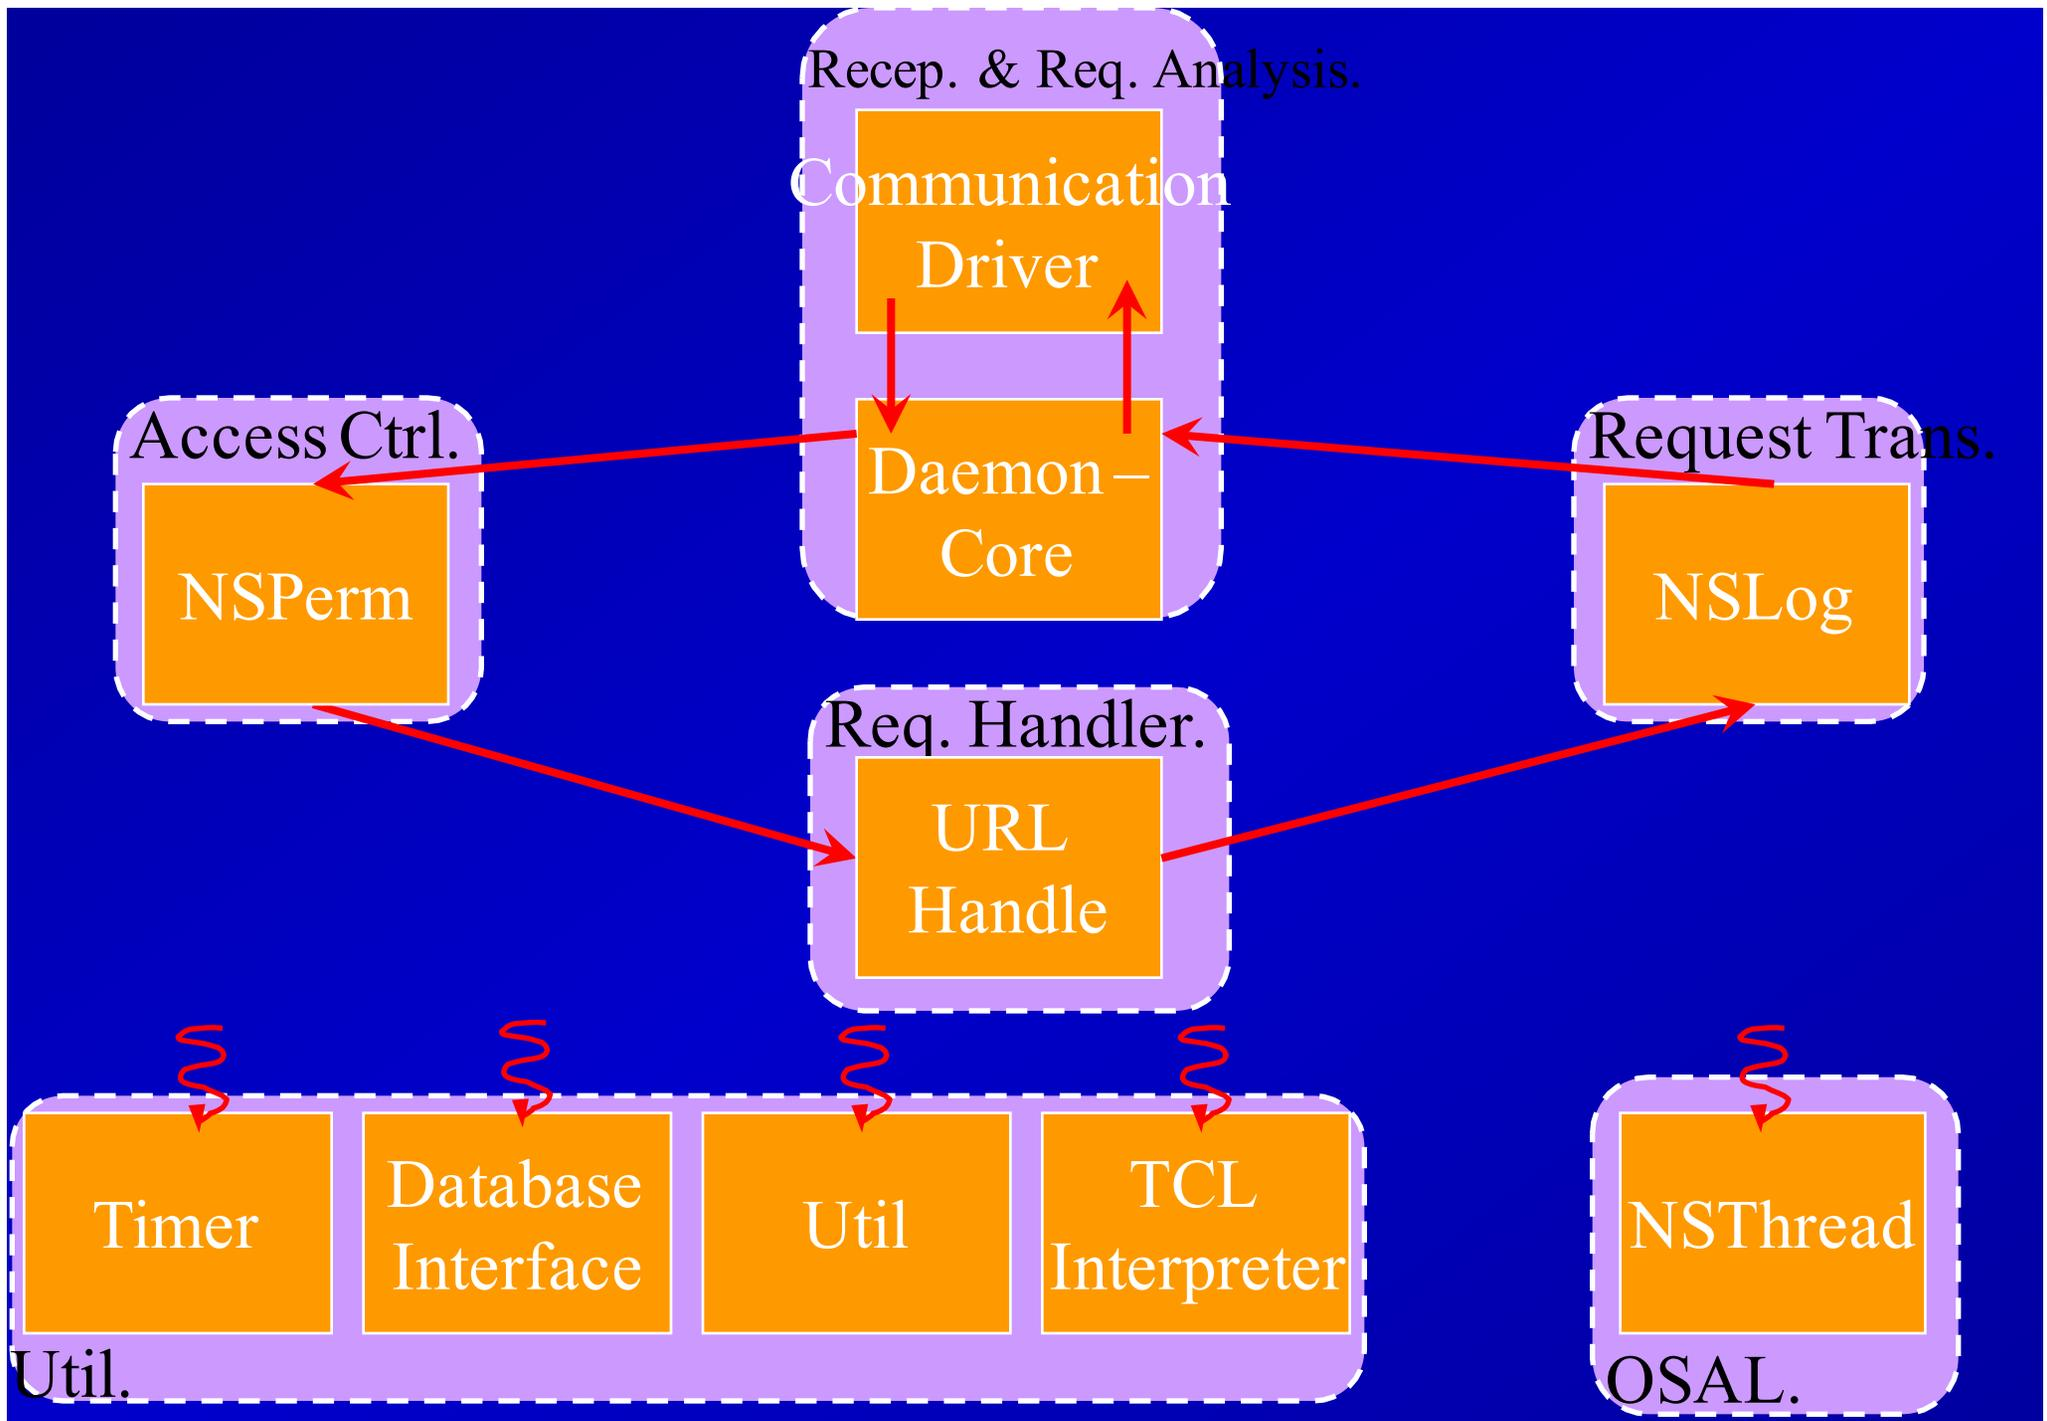 Recep. & Req. Analysis.
Communication
Driver
Daemon –
Core
Access Ctrl.
NSPerm
Request Trans.
NSLog
Req. Handler.
URL
Handle
Timer
Database
Interface
Util
TCL
Interpreter
Util.
NSThread
OSAL.